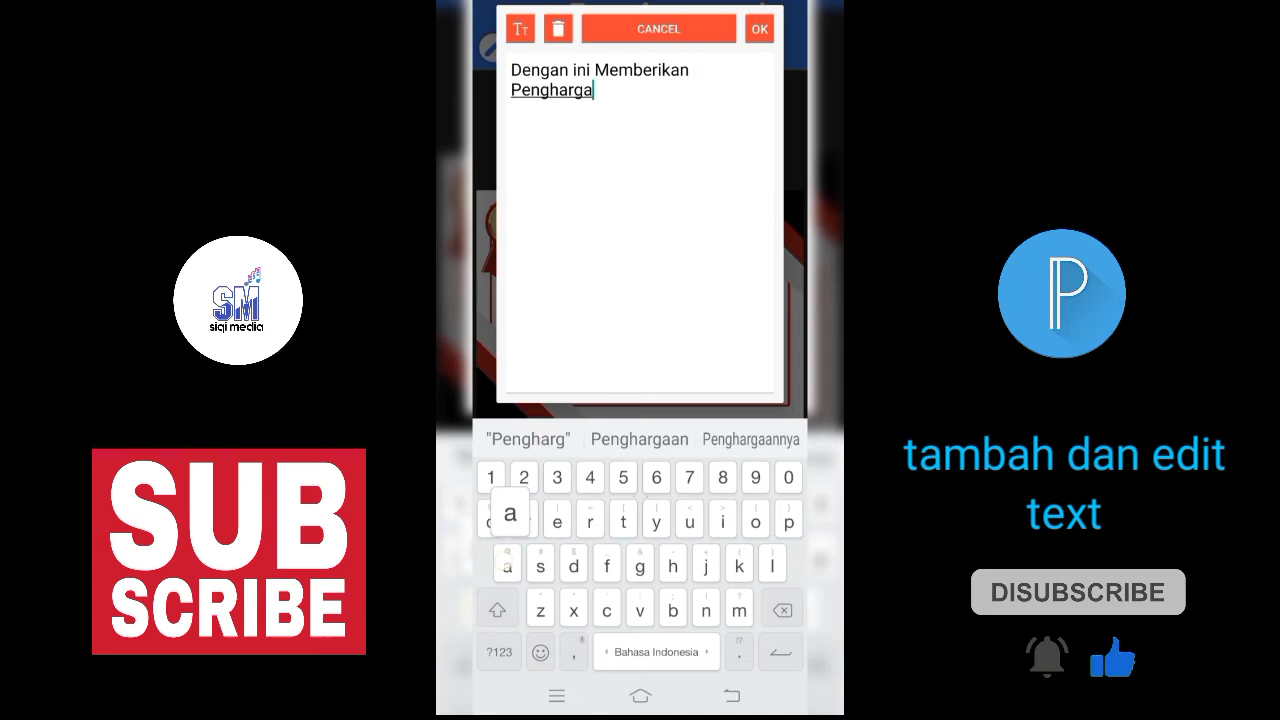 TT
CANCEL
OK
Dengan ini Memberikan
Pengharga
"Pengharg" Penghargaan Penghargaannya
1 2 3 4 5 6 7 8 9 0
a
e r t y u i o p
a s d f g h j k l
z x c v b n m
?123 , Bahasa Indonesia !? .
SM
siqi media
SUB
SCRIBE
P
tambah dan edit
text
DISUBSCRIBE